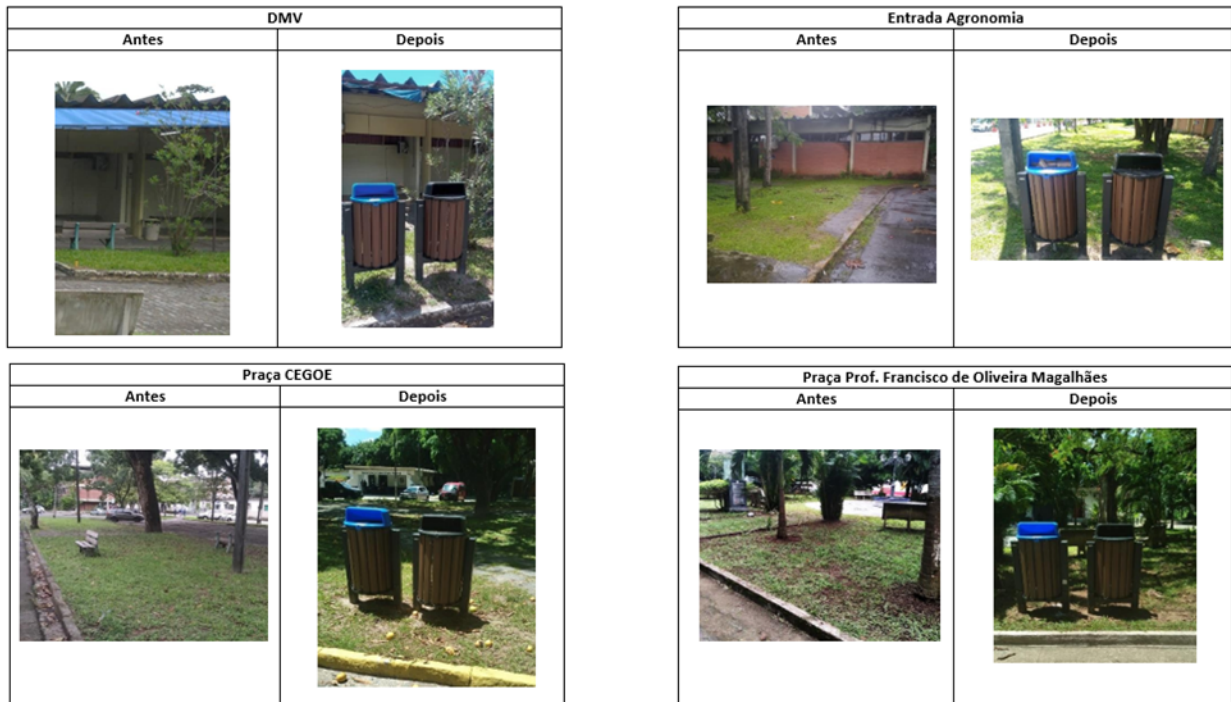 DMV
Antes Depois
Entrada Agronomia
Antes Depois
Praça CEGOE
Antes Depois
Praça Prof. Francisco de Oliveira Magalhães
Antes Depois